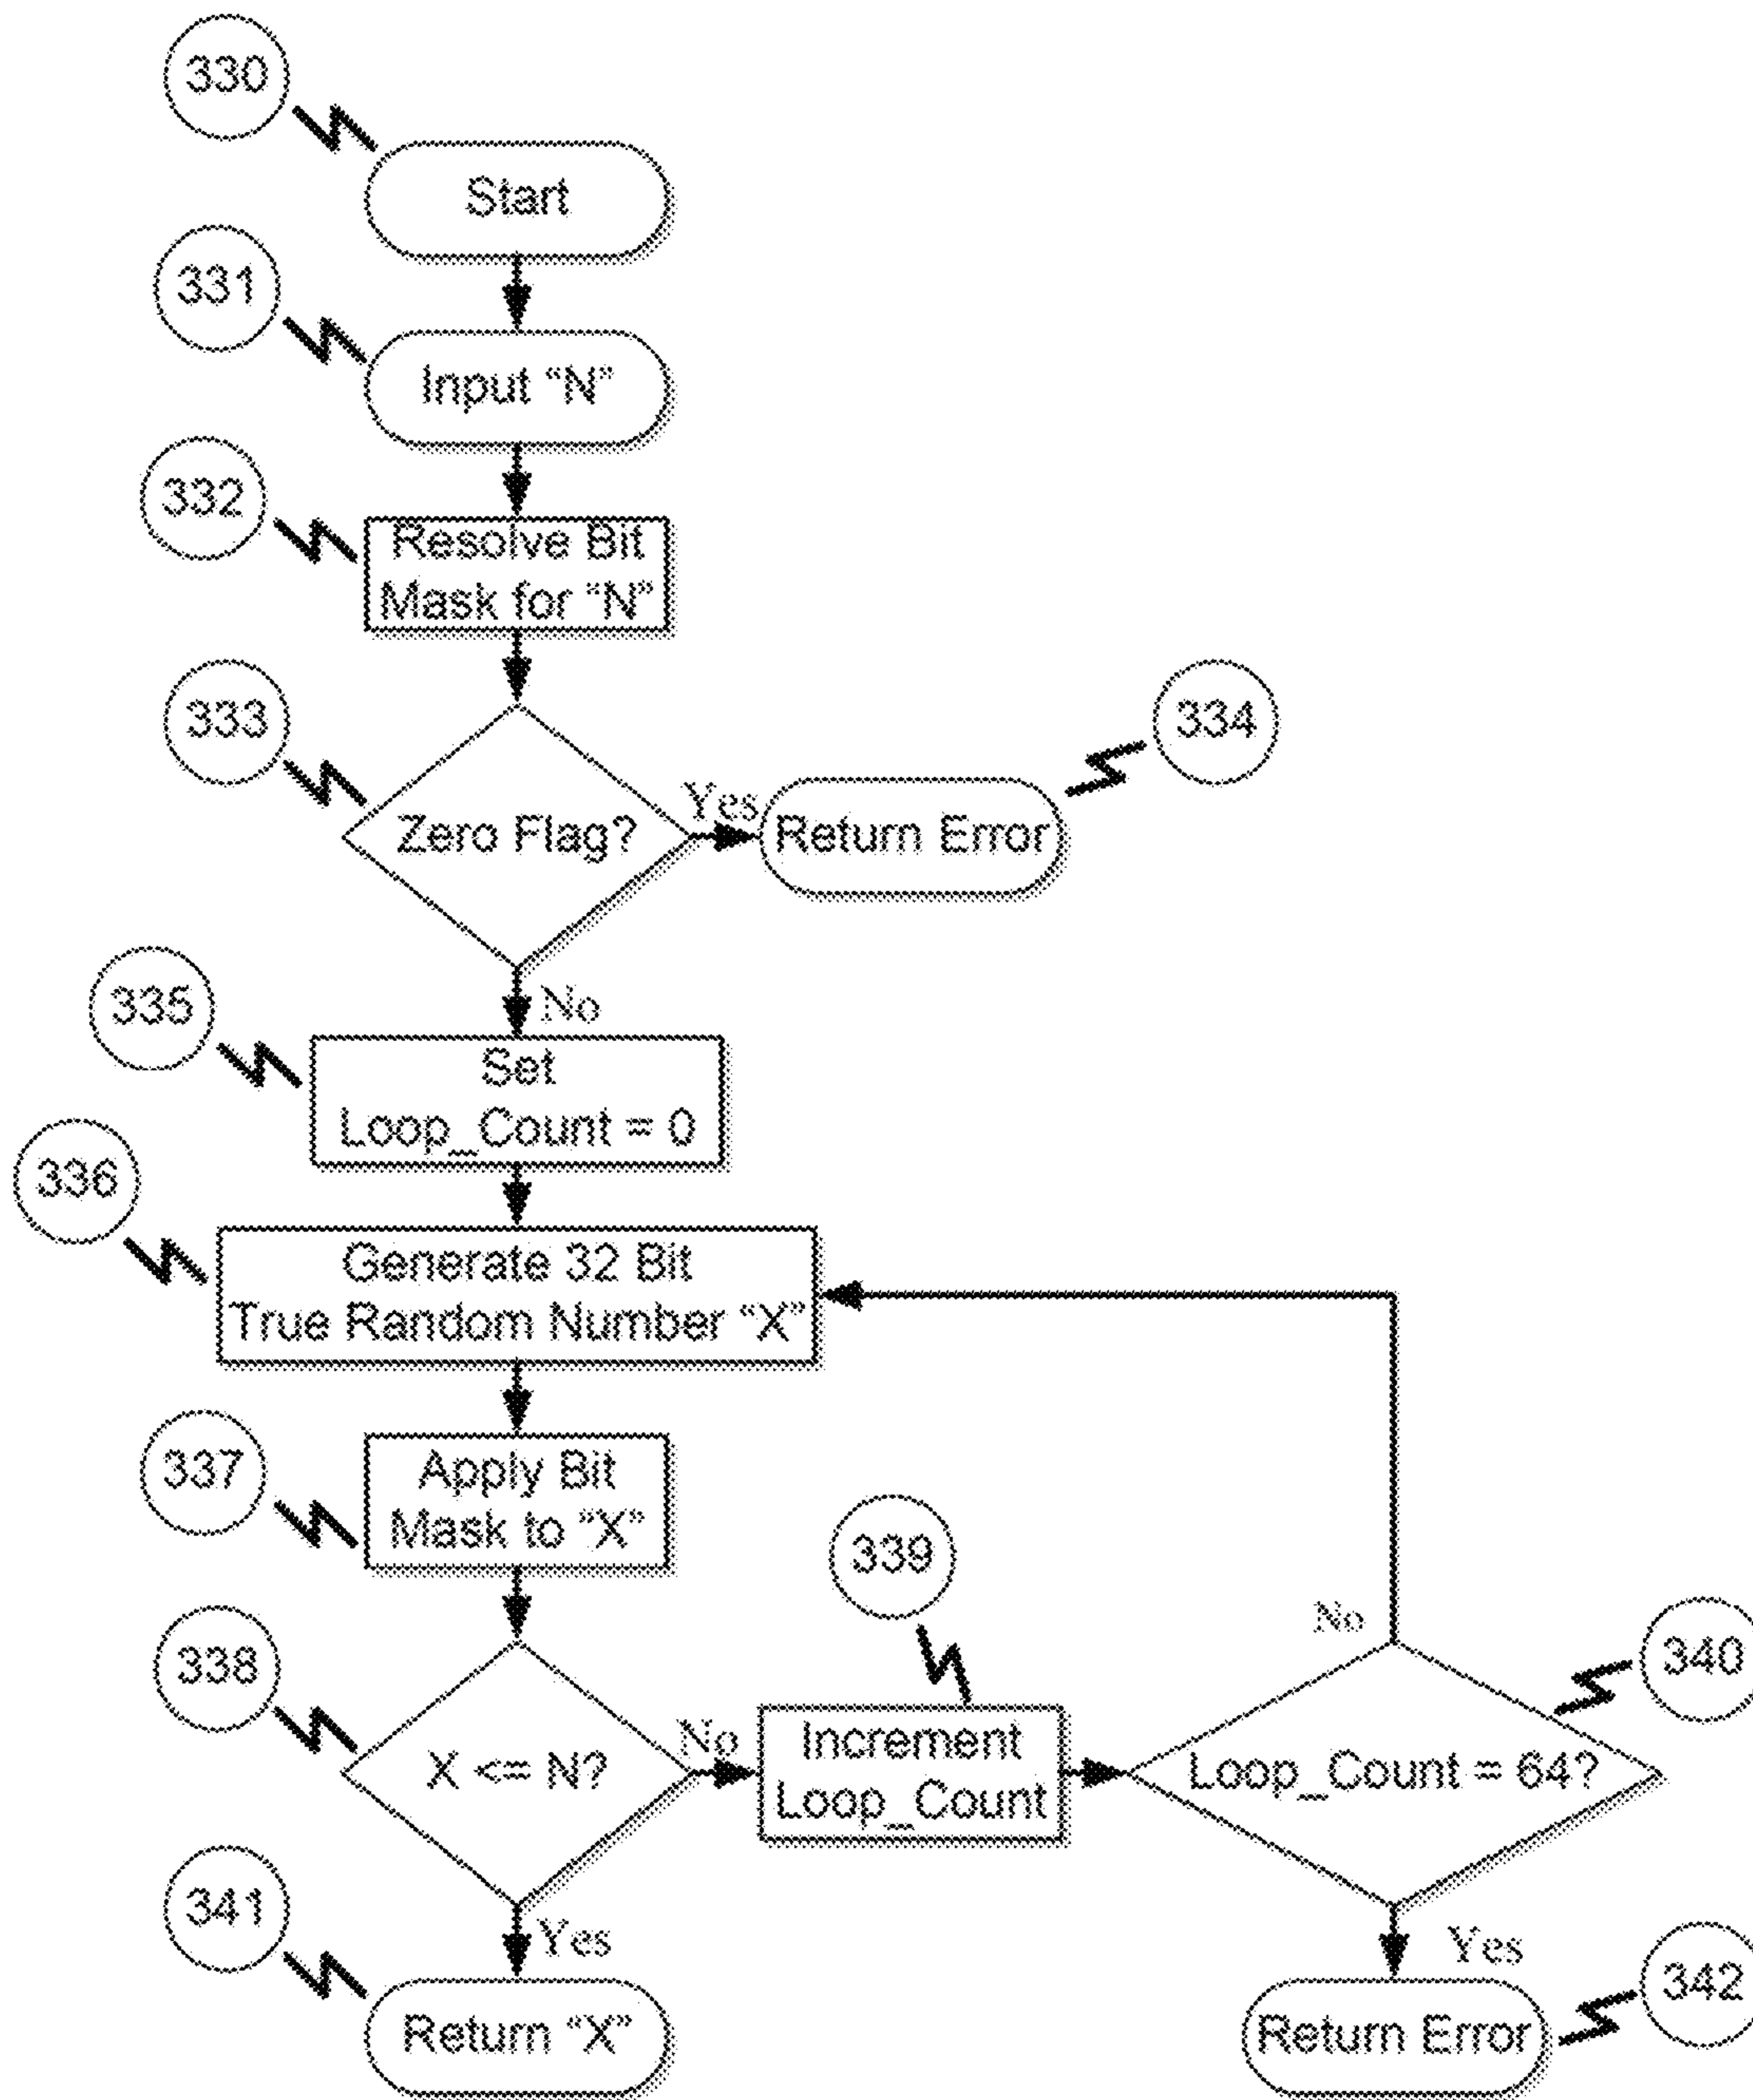 330
Start
331
Input “N”
332
Resolve Bit
Mask for “N”
333
Zero Flag?
Yes
Return Error
334
No
335
Set
Loop_Count = 0
336
Generate 32 Bit
True Random Number “X”
337
Apply Bit
Mask to “X”
338
X <= N?
No
339
Increment
Loop_Count
340
Loop_Count = 64?
No
Yes
341
Return “X”
Yes
342
Return Error